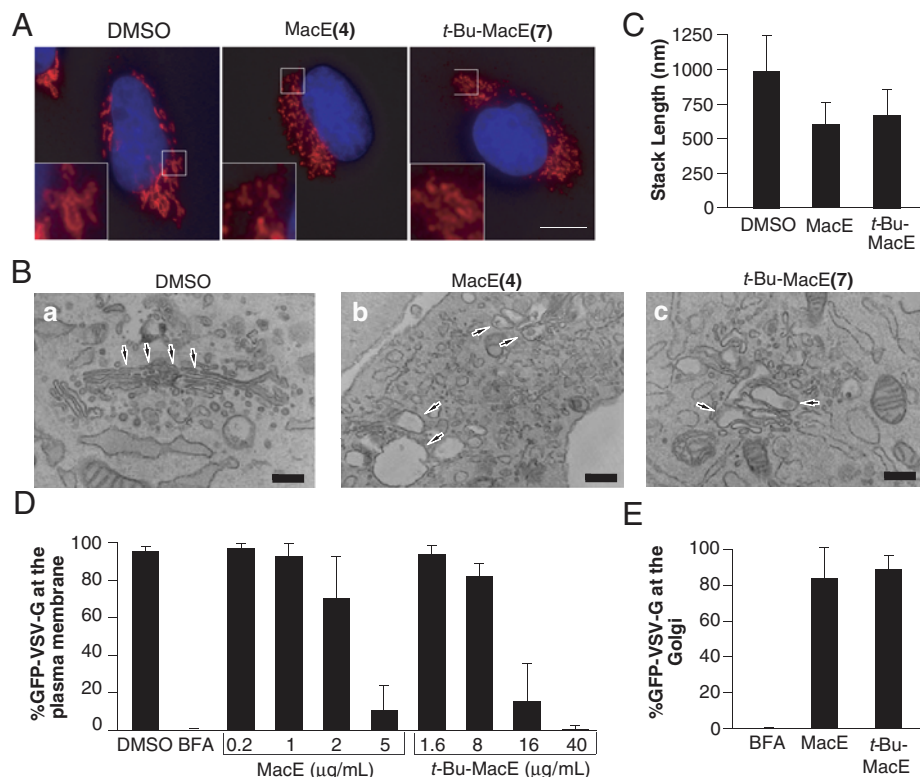 A
DMSO
MacE(4)
t-Bu-MacE(7)
C
Stack Length (nm)
1250
1000
750
500
250
0
DMSO
MacE
t-Bu-
MacE
B
DMSO
MacE(4)
t-Bu-MacE(7)
a
b
c
D
%GFP-VSV-G at the
plasma membrane
100
80
60
40
20
0
DMSO
BFA
0.2
1
2
5
1.6
8
16
40
MacE (µg/mL)
t-Bu-MacE (µg/mL)
E
%GFP-VSV-G at the
Golgi
100
80
60
40
20
0
BFA
MacE
t-Bu-
MacE